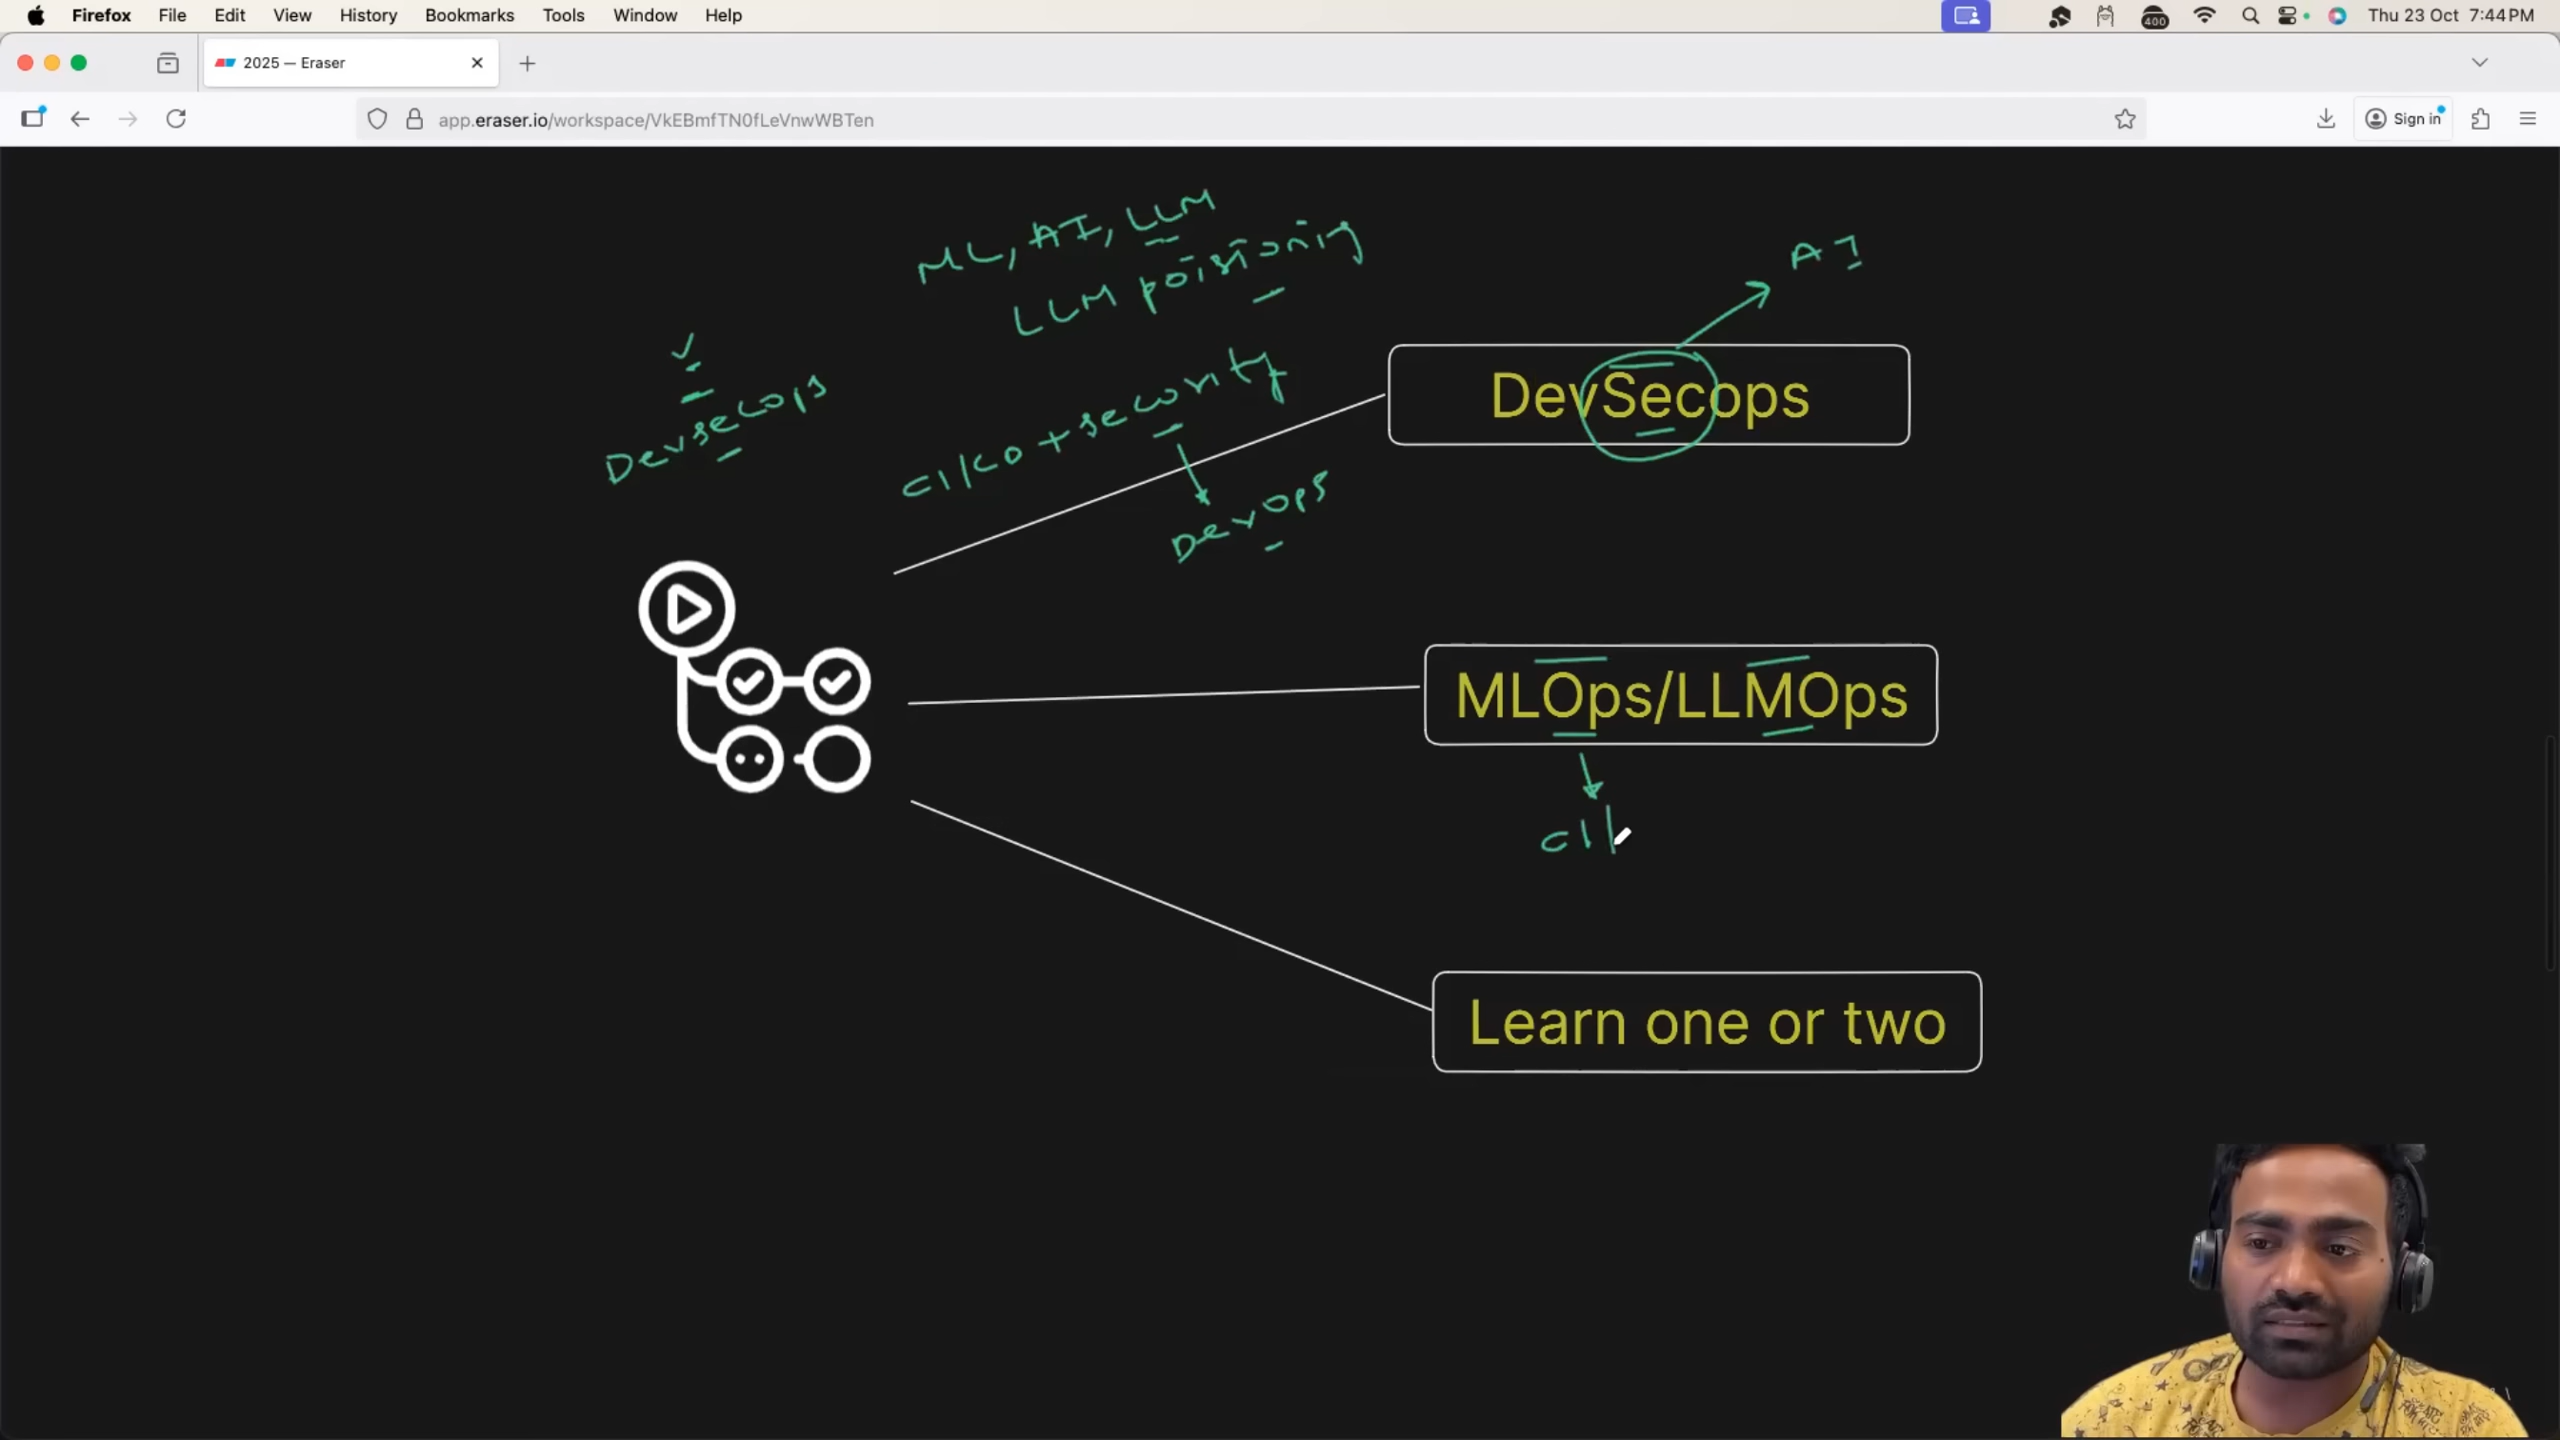 Firefox File Edit View History Bookmarks Tools Window Help
400
Thu 23 Oct 7:44 PM
2025 — Eraser
app.eraser.io/workspace/VkEBmfTN0fLeVnwWBTen
Sign in
ML, AI, LLM
LLM poisioning
AI
DevSecops
Devsecops
CI/CD + security
DevOps
MLOps/LLMOps
CI/
Learn one or two